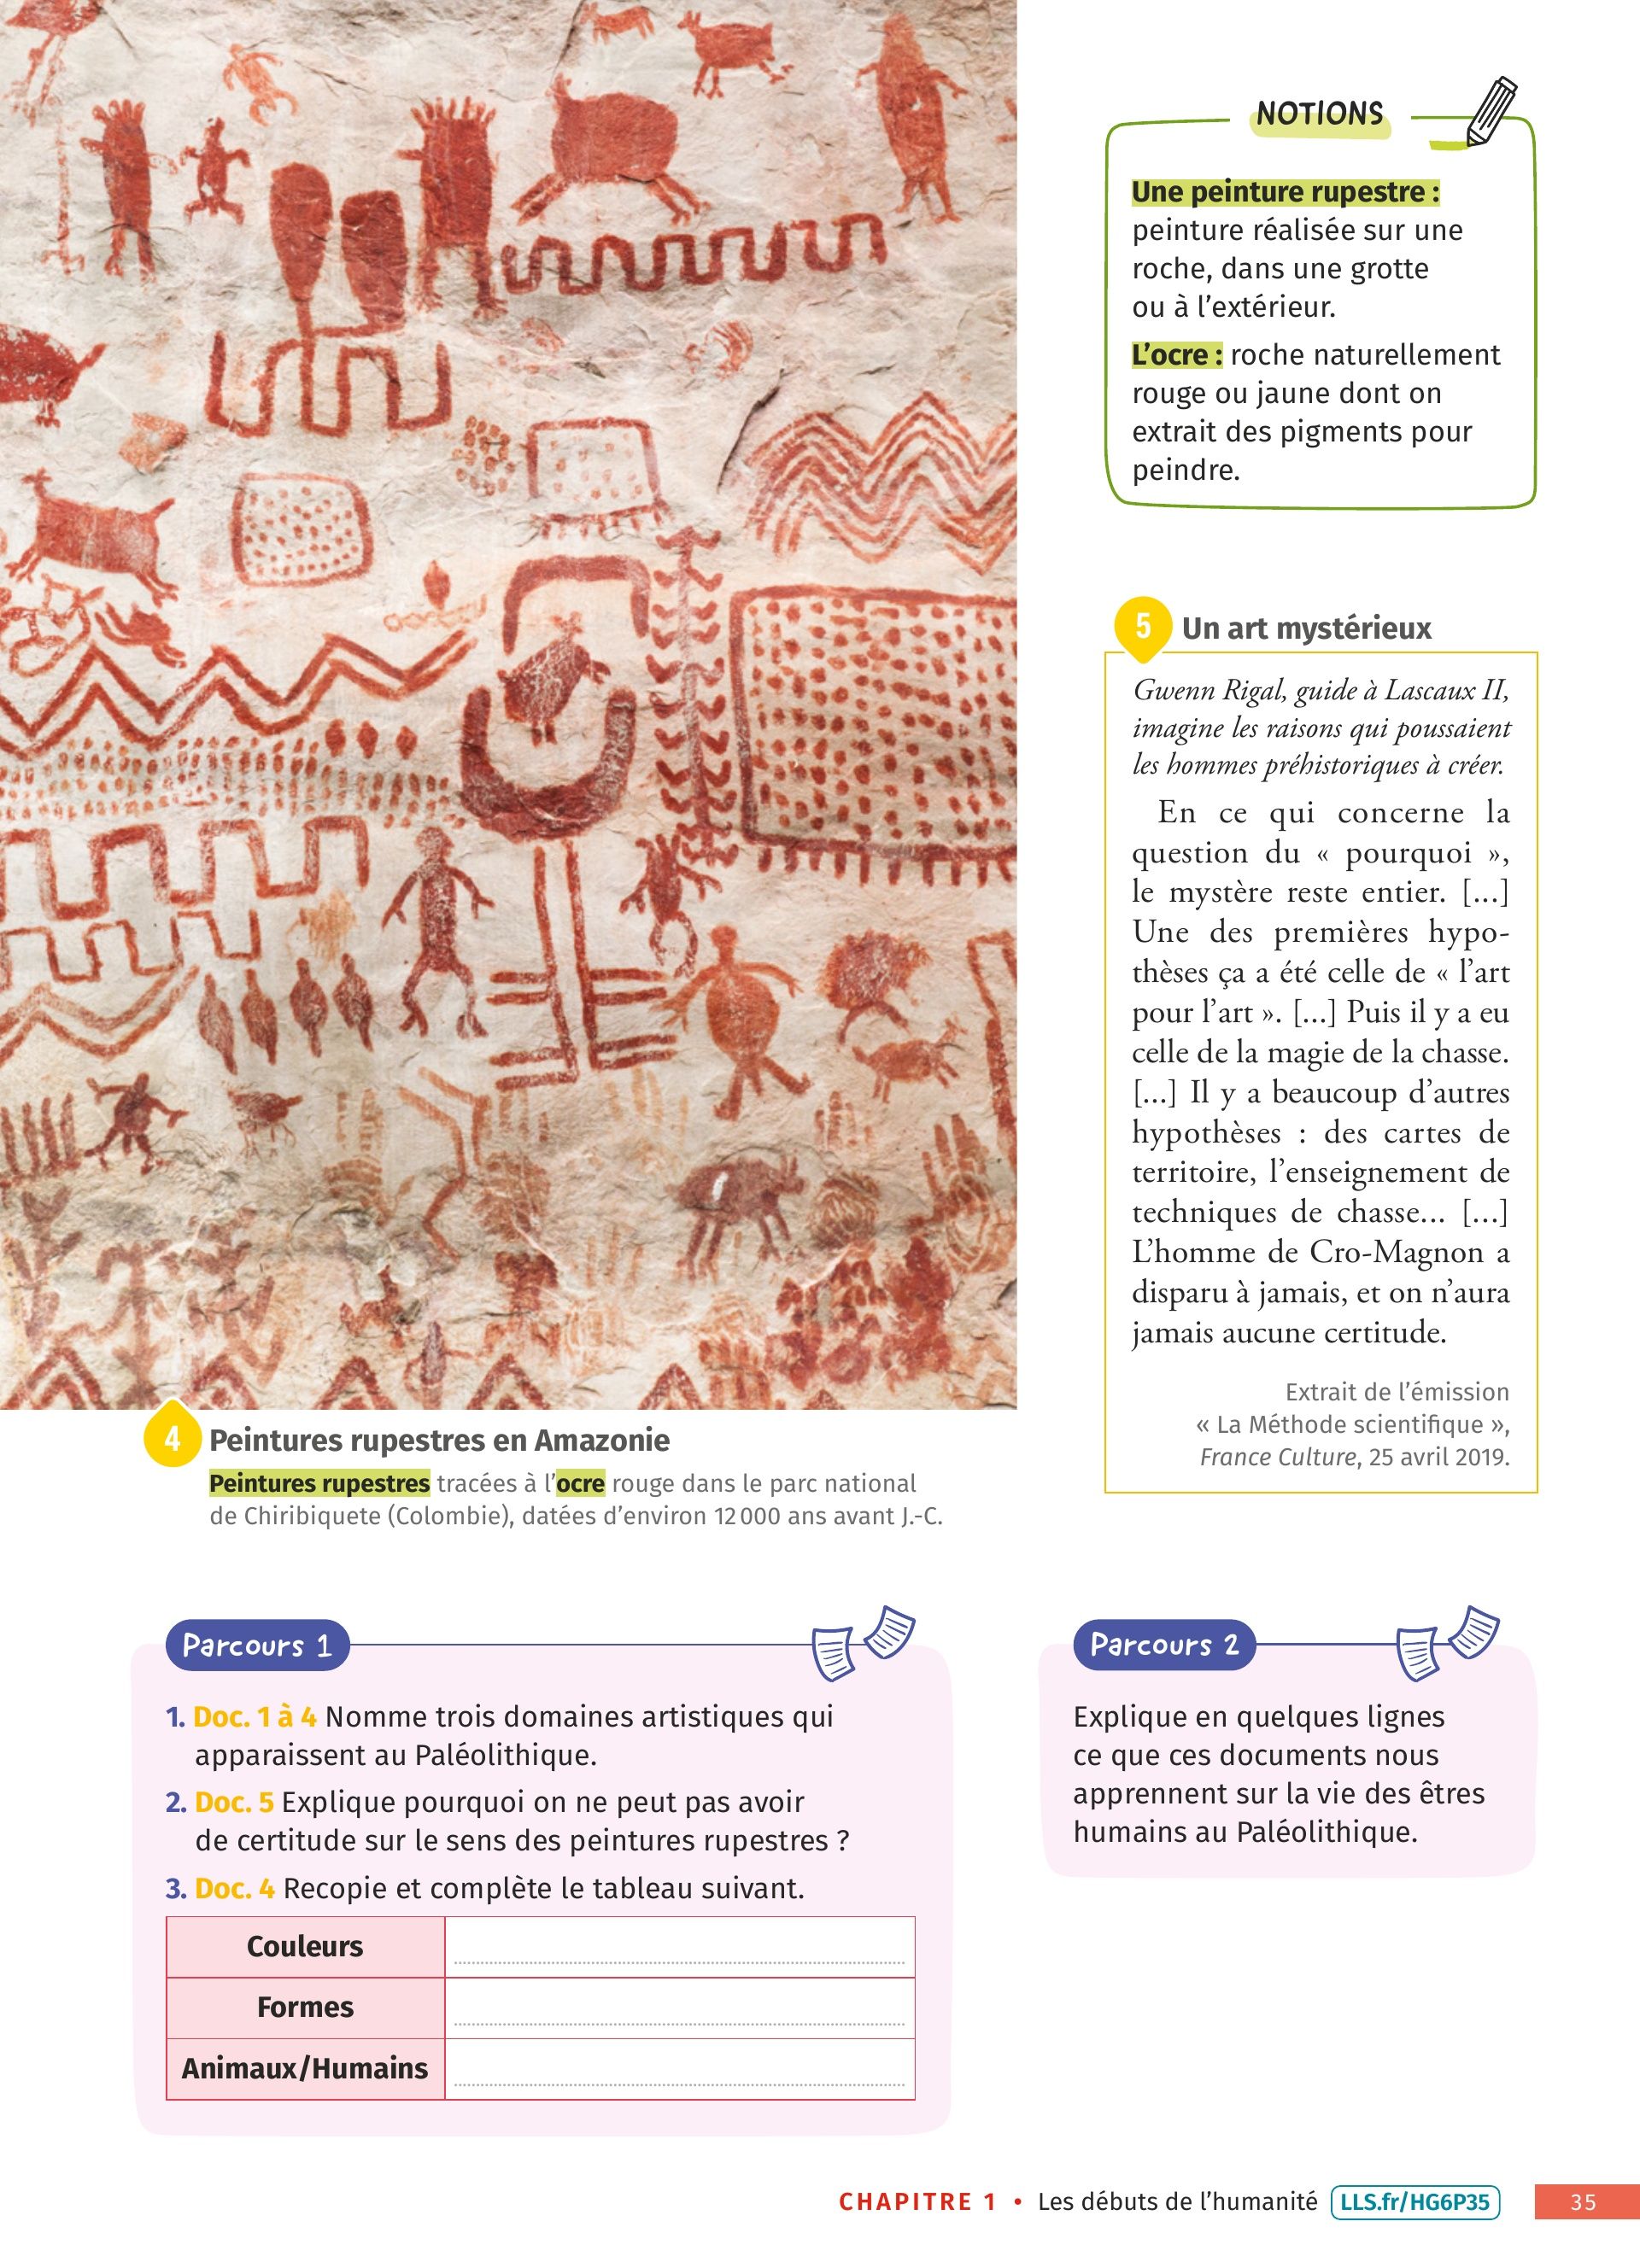 NOTIONS
Une peinture rupestre :
peinture réalisée sur une
roche, dans une grotte
ou à l'extérieur.
L'ocre : roche naturellement
rouge ou jaune dont on
extrait des pigments pour
peindre.
5 Un art mystérieux
Gwenn Rigal, guide à Lascaux II,
imagine les raisons qui poussaient
les hommes préhistoriques à créer.
En ce qui concerne la
question du « pourquoi »,
le mystère reste entier. [...]
Une des premières hypo-
thèses ça a été celle de « l'art
pour l'art ». [...] Puis il y a eu
celle de la magie de la chasse.
[...] Il y a beaucoup d'autres
hypothèses : des cartes de
territoire, l'enseignement de
techniques de chasse... [...]
L'homme de Cro-Magnon a
disparu à jamais, et on n'aura
jamais aucune certitude.
Extrait de l'émission
« La Méthode scientifique »,
France Culture, 25 avril 2019.
4 Peintures rupestres en Amazonie
Peintures rupestres tracées à l'ocre rouge dans le parc national
de Chiribiquete (Colombie), datées d'environ 12 000 ans avant J.-C.
Parcours 1
1. Doc. 1 à 4 Nomme trois domaines artistiques qui
apparaissent au Paléolithique.
2. Doc. 5 Explique pourquoi on ne peut pas avoir
de certitude sur le sens des peintures rupestres ?
3. Doc. 4 Recopie et complète le tableau suivant.
Couleurs
Formes
Animaux/Humains
Parcours 2
Explique en quelques lignes
ce que ces documents nous
apprennent sur la vie des êtres
humains au Paléolithique.
CHAPITRE 1 • Les débuts de l'humanité LLS.fr/HG6P35 35